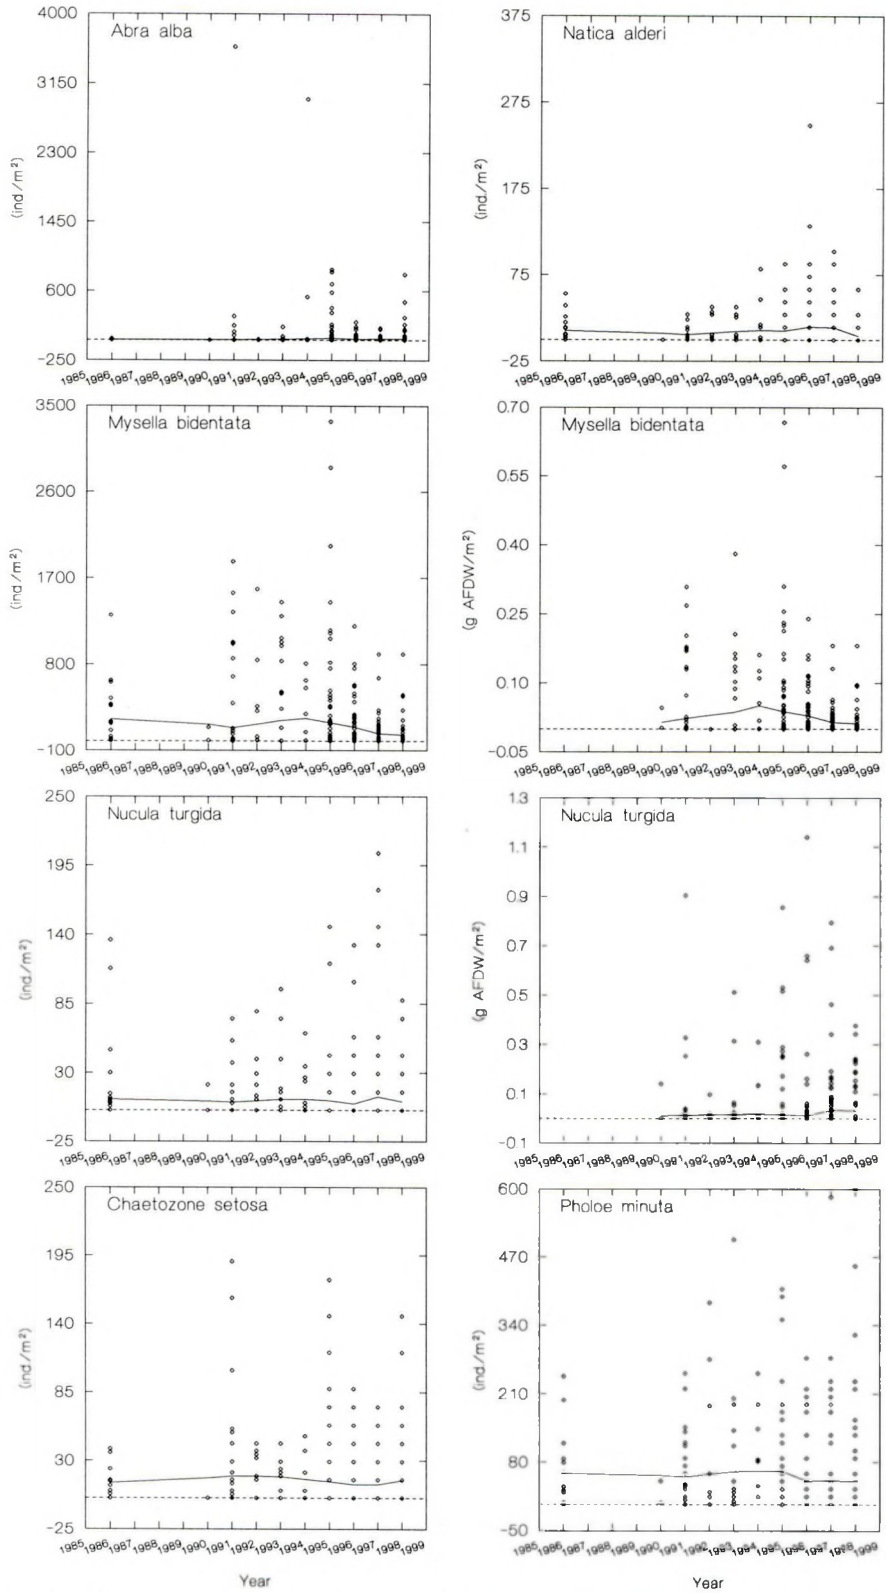 Abra alba
4000
3150
2300
1450
600
-250
(ind/m²)
1985 1986 1987 1988 1989 1990 1991 1992 1993 1994 1995 1996 1997 1998 1999
Natica alderi
375
275
175
75
-25
(ind./m²)
1985 1986 1987 1988 1989 1990 1991 1992 1993 1994 1995 1996 1997 1998 1999
Mysella bidentata
3500
2600
1700
800
-100
(ind/m²)
1985 1986 1987 1988 1989 1990 1991 1992 1993 1994 1995 1996 1997 1998 1999
Mysella bidentata
0.70
0.55
0.40
0.25
0.10
-0.05
(g AFDW/m²)
1985 1986 1987 1988 1989 1990 1991 1992 1993 1994 1995 1996 1997 1998 1999
Nucula turgida
250
195
140
85
30
-25
(ind./m²)
1985 1986 1987 1988 1989 1990 1991 1992 1993 1994 1995 1996 1997 1998 1999
Nucula turgida
1.3
1.1
0.9
0.7
0.5
0.3
0.1
-0.1
(g AFDW/m²)
1985 1986 1987 1988 1989 1990 1991 1992 1993 1994 1995 1996 1997 1998 1999
Chaetozone setosa
250
195
140
85
30
-25
(ind./m²)
1985 1986 1987 1988 1989 1990 1991 1992 1993 1994 1995 1996 1997 1998 1999
Year
Pholoe minuta
600
470
340
210
80
-50
(ind./m²)
1985 1986 1987 1988 1989 1990 1991 1992 1993 1994 1995 1996 1997 1998 1999
Year